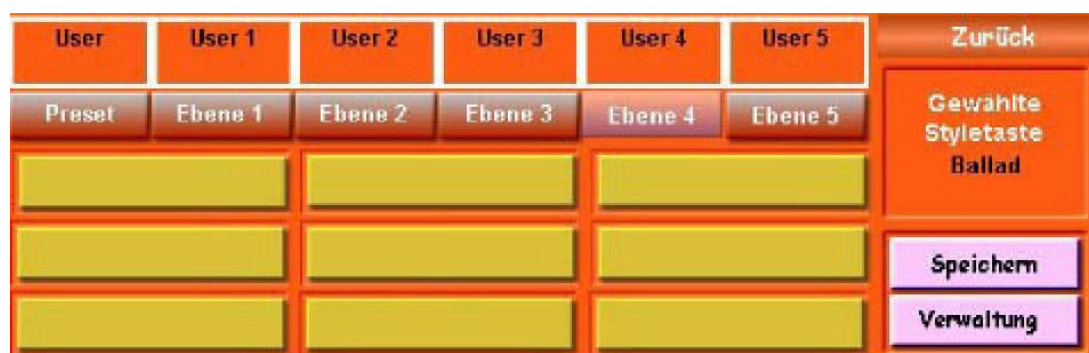 User User 1 User 2 User 3 User 4 User 5 Zurück
Preset Ebene 1 Ebene 2 Ebene 3 Ebene 4 Ebene 5
Gewählte
Styletaste
Ballad
Speichern
Verwaltung